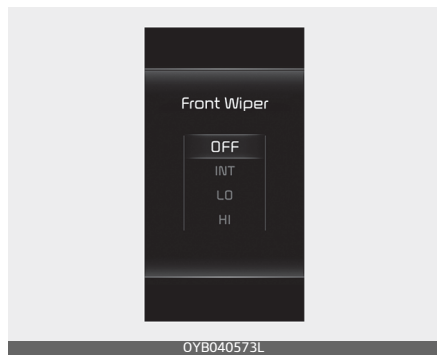 Front Wiper
OFF
INT
LO
HI
OYB040573L